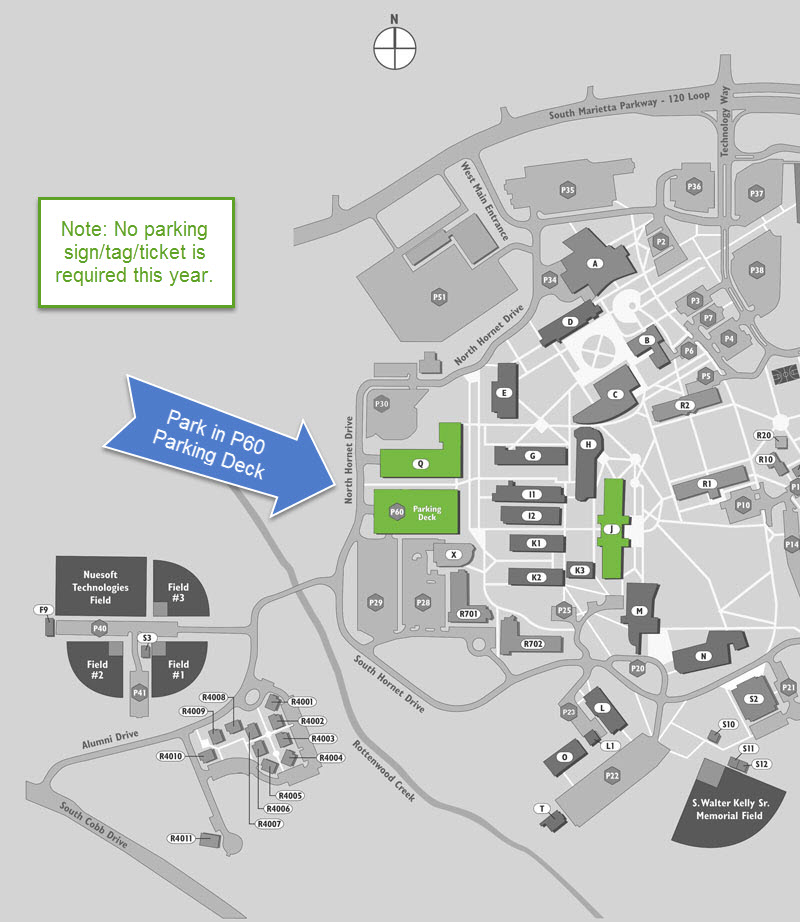 N
South Marietta Parkway - 120 Loop
Technology Way
West Main Entrance
P35
P36
P37
Note: No parking
sign/tag/ticket is
required this year.
P2
A
P34
P38
P51
P3
P7
P4
D
B
P6
North Hornet Drive
P5
E
C
R2
P30
Park in P60
Parking Deck
North Hornet Drive
R20
H
Q
G
R10
R1
I1
P60
Parking
Deck
I2
J
P10
K1
P14
X
K3
K2
Nuesoft
Technologies
Field
Field
#3
P29
P28
F9
P40
S3
R701
P25
M
R702
Field
#2
Field
#1
N
P20
South Hornet Drive
P41
P21
S2
R4008
R4001
R4009
R4002
L
P23
R4003
S10
Alumni Drive
R4010
R4004
L1
S11
O
S12
Rottenwood Creek
P22
R4005
R4006
R4007
S. Walter Kelly Sr.
Memorial Field
T
South Cobb Drive
R4011